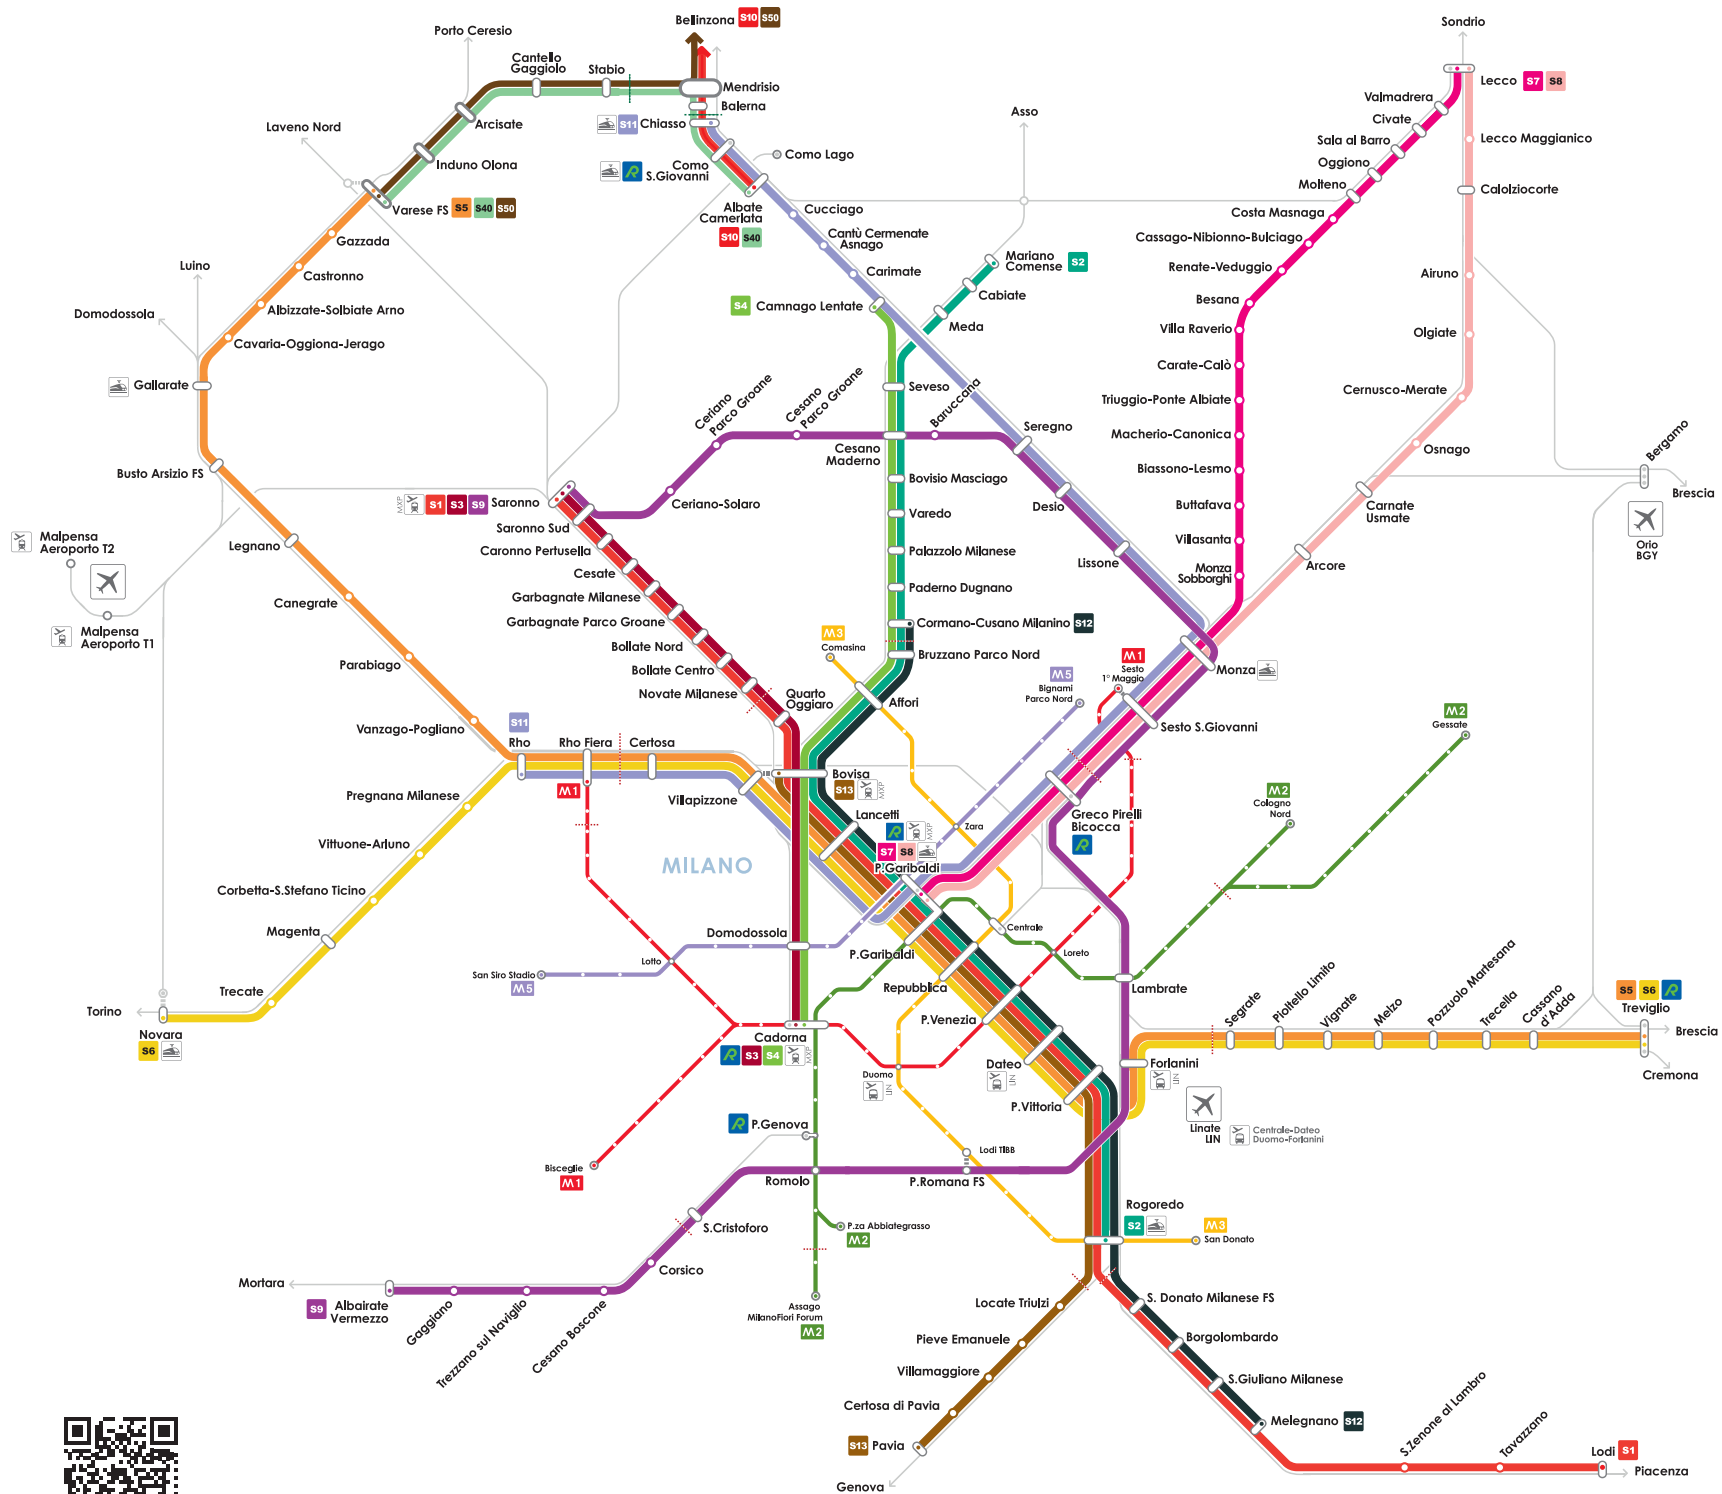 Bellinzona S10 S50
Porto Ceresio
Cantello
Gaggiolo
Stabio
Mendrisio
Balerna
S11 Chiasso
Arcisate
Laveno Nord
Induno Olona
Como
S.Giovanni
R
Como Lago
Varese FS S5 S40 S50
Albate
Camerlata
S10 S40
Cucciago
Cantù Cermenate
Asnago
Carimate
Asso
Sondrio
Lecco S7 S8
Valmadrera
Civate
Sala al Barro
Oggiono
Molteno
Costa Masnaga
Cassago-Nibionno-Bulciago
Renate-Veduggio
Besana
Villa Raverio
Carate-Calò
Triuggio-Ponte Albiate
Macherio-Canonica
Biassono-Lesmo
Buttafava
Villasanta
Monza
Sobborghi
Lecco Maggianico
Calolziocorte
Airuno
Olgiate
Cernusco-Merate
Osnago
Carnate
Usmate
Arcore
Bergamo
Brescia
Orio
BGY
Gazzada
Castronno
Luino
Albizzate-Solbiate Arno
Domodossola
Cavaria-Oggiona-Jerago
Gallarate
Busto Arsizio FS
Legnano
Canegrate
Parabiago
Vanzago-Pogliano
Malpensa
Aeroporto T2
Malpensa
Aeroporto T1
S4 Camnago Lentate
Mariano
Comense S2
Cabiate
Meda
Seveso
Ceriano
Parco Groane
Cesano
Parco Groane
Baruccana
Cesano
Maderno
Seregno
Desio
Lissone
Ceriano-Solaro
MXP S1 S3 S9 Saronno
Saronno Sud
Caronno Pertusella
Cesate
Garbagnate Milanese
Garbagnate Parco Groane
Bollate Nord
Bollate Centro
Novate Milanese
Quarto
Oggiaro
Bovisio Masciago
Varedo
Palazzolo Milanese
Paderno Dugnano
Cormano-Cusano Milanino S12
Bruzzano Parco Nord
M3
Comasina
Affori
M5
Bignami
Parco Nord
M1
Sesto
1° Maggio
Monza
Sesto S.Giovanni
M2
Gessate
S11
Rho
Rho Fiera
M1
Certosa
Villapizzone
Bovisa
S13 MXP
Lancetti
R MXP
S7 S8
P.Garibaldi
Zara
Greco Pirelli
Bicocca
R
M2
Cologno
Nord
Pregnana Milanese
Vittuone-Arluno
Corbetta-S.Stefano Ticino
Magenta
Trecate
Torino
Novara
S6
MILANO
Domodossola
Lotto
San Siro Stadio
M5
P.Garibaldi
Centrale
Loreto
Repubblica
P.Venezia
Lambrate
Cadorna
R S3 S4 MXP
Duomo
LIN
Dateo
LIN
P.Vittoria
Forlanini
LIN
Linate
LIN
Centrale-Dateo
Duomo-Forlanini
Segrate
Pioltello Limito
Vignate
Melzo
Pozzuolo Martesana
Trecella
Cassano
d'Adda
S5 S6 R
Treviglio
Brescia
Cremona
R P.Genova
Bisceglie
M1
Romolo
Lodi TIBB
P.Romana FS
S.Cristoforo
P.za Abbiategrasso
M2
Rogoredo
S2
M3
San Donato
Corsico
Mortara
S9 Albairate
Vermezzo
Gaggiano
Trezzano sul Naviglio
Cesano Boscone
Assago
MilanoFiori Forum
M2
Locate Triulzi
Pieve Emanuele
Villamaggiore
Certosa di Pavia
S13 Pavia
Genova
S. Donato Milanese FS
Borgolombardo
S.Giuliano Milanese
Melegnano S12
S.Zenone al Lambro
Tavazzano
Lodi S1
Piacenza